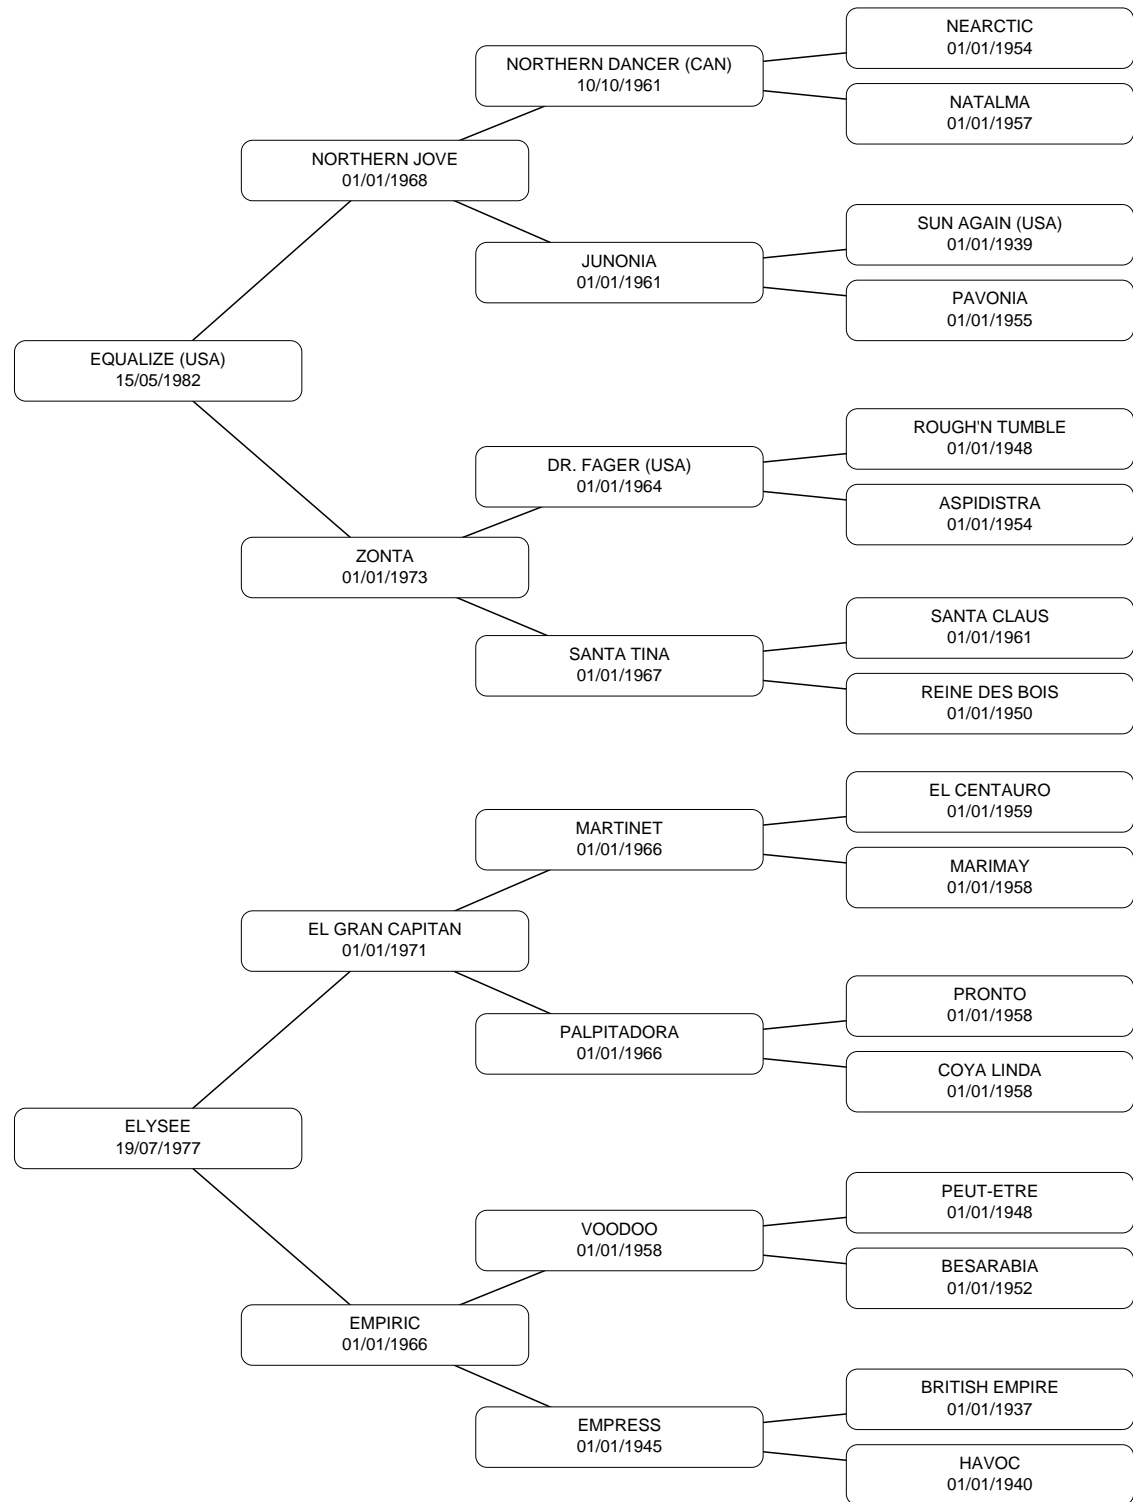 NEARCTIC
01/01/1954
NORTHERN DANCER (CAN)
10/10/1961
NATALMA
01/01/1957
NORTHERN JOVE
01/01/1968
SUN AGAIN (USA)
01/01/1939
JUNONIA
01/01/1961
PAVONIA
01/01/1955
EQUALIZE (USA)
15/05/1982
ROUGH'N TUMBLE
01/01/1948
DR. FAGER (USA)
01/01/1964
ASPIDISTRA
01/01/1954
ZONTA
01/01/1973
SANTA CLAUS
01/01/1961
SANTA TINA
01/01/1967
REINE DES BOIS
01/01/1950
EL CENTAURO
01/01/1959
MARTINET
01/01/1966
MARIMAY
01/01/1958
EL GRAN CAPITAN
01/01/1971
PRONTO
01/01/1958
PALPITADORA
01/01/1966
COYA LINDA
01/01/1958
ELYSEE
19/07/1977
PEUT-ETRE
01/01/1948
VOODOO
01/01/1958
BESARABIA
01/01/1952
EMPIRIC
01/01/1966
BRITISH EMPIRE
01/01/1937
EMPRESS
01/01/1945
HAVOC
01/01/1940